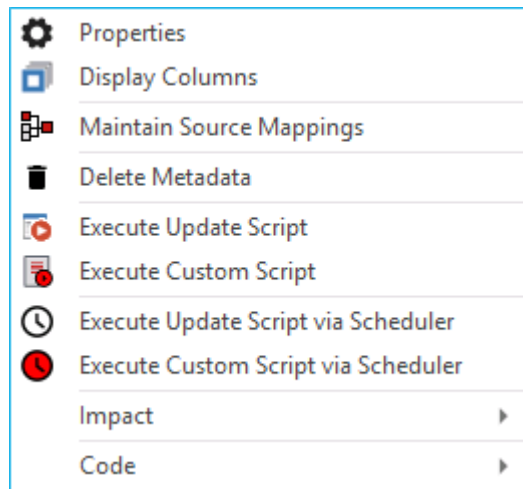 Properties
Display Columns
Maintain Source Mappings
Delete Metadata
Execute Update Script
Execute Custom Script
Execute Update Script via Scheduler
Execute Custom Script via Scheduler
Impact
Code